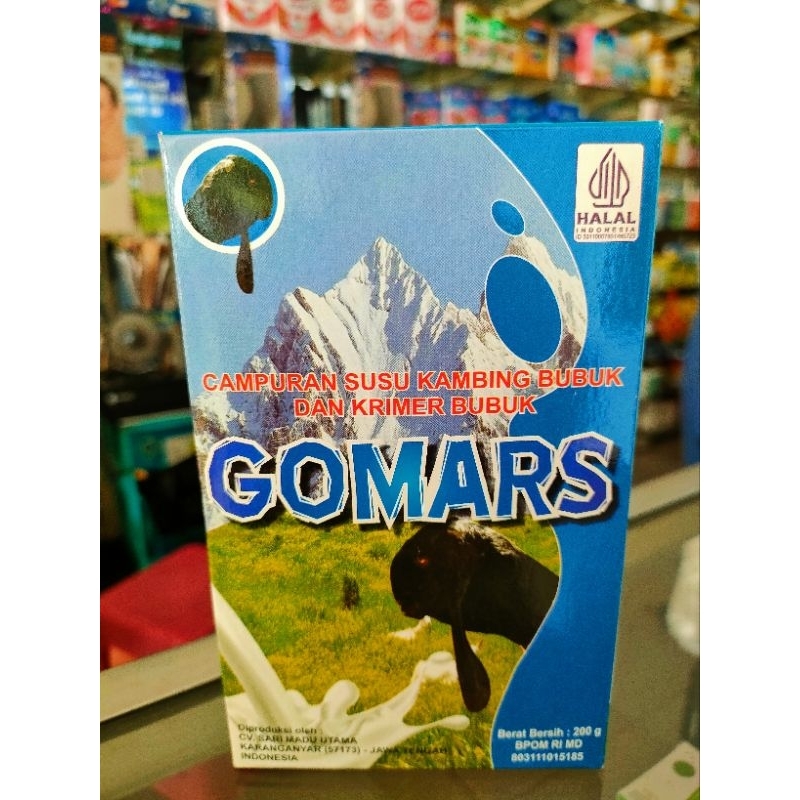 HALAL
INDONESIA
CAMPURAN SUSU KAMBING BUBUK
DAN KRIMER BUBUK
GOMARS
Diproduksi oleh :
CV. SARI MADU UTAMA
KARANGANYAR (57173) - JAWA TENGAH
INDONESIA
Berat Bersih : 200 g
BPOM RI MD
803111015185